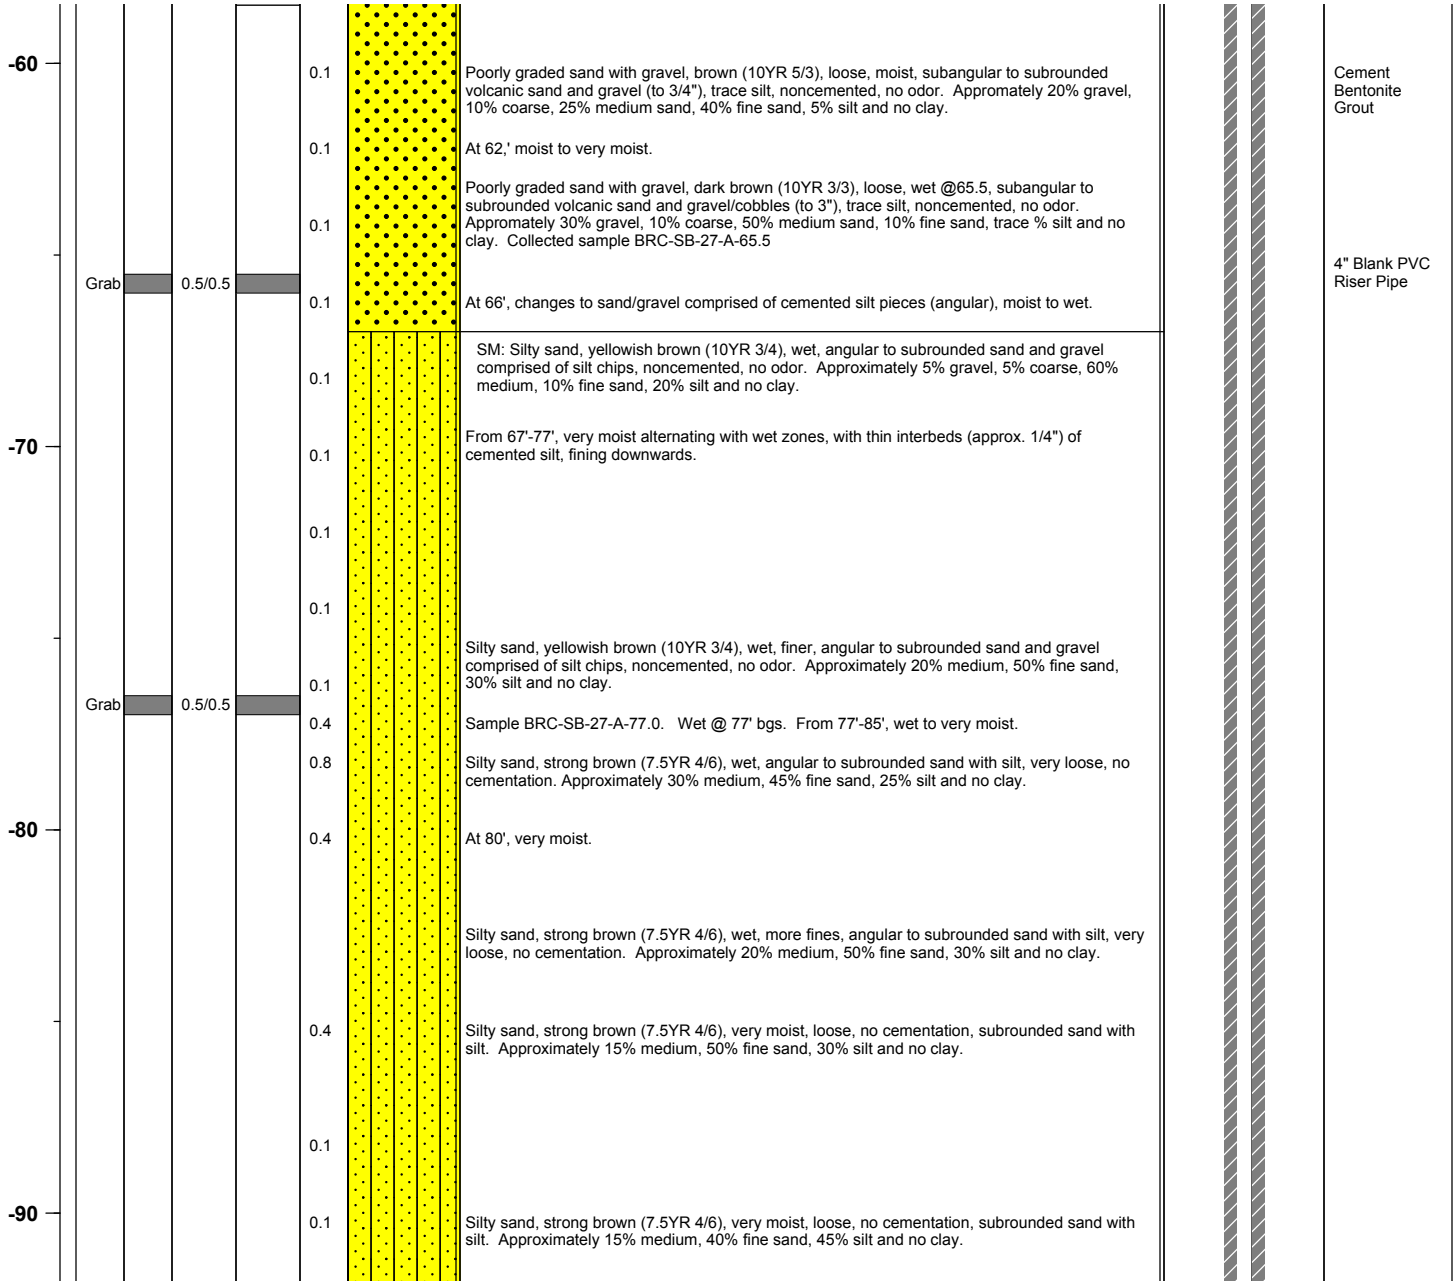 -60
0.1
Poorly graded sand with gravel, brown (10YR 5/3), loose, moist, subangular to subrounded
volcanic sand and gravel (to 3/4"), trace silt, noncemented, no odor. Appromately 20% gravel,
10% coarse, 25% medium sand, 40% fine sand, 5% silt and no clay.
Cement
Bentonite
Grout
0.1
At 62,' moist to very moist.
Poorly graded sand with gravel, dark brown (10YR 3/3), loose, wet @65.5, subangular to
subrounded volcanic sand and gravel/cobbles (to 3"), trace silt, noncemented, no odor.
Appromately 30% gravel, 10% coarse, 50% medium sand, 10% fine sand, trace % silt and no
clay. Collected sample BRC-SB-27-A-65.5
0.1
4" Blank PVC
Riser Pipe
Grab
0.5/0.5
0.1
At 66', changes to sand/gravel comprised of cemented silt pieces (angular), moist to wet.
SM: Silty sand, yellowish brown (10YR 3/4), wet, angular to subrounded sand and gravel
comprised of silt chips, noncemented, no odor. Approximately 5% gravel, 5% coarse, 60%
medium, 10% fine sand, 20% silt and no clay.
0.1
-70
From 67'-77', very moist alternating with wet zones, with thin interbeds (approx. 1/4") of
cemented silt, fining downwards.
0.1
0.1
0.1
Silty sand, yellowish brown (10YR 3/4), wet, finer, angular to subrounded sand and gravel
comprised of silt chips, noncemented, no odor. Approximately 20% medium, 50% fine sand,
30% silt and no clay.
0.1
Grab
0.5/0.5
0.4
Sample BRC-SB-27-A-77.0. Wet @ 77' bgs. From 77'-85', wet to very moist.
0.8
Silty sand, strong brown (7.5YR 4/6), wet, angular to subrounded sand with silt, very loose, no
cementation. Approximately 30% medium, 45% fine sand, 25% silt and no clay.
-80
0.4
At 80', very moist.
Silty sand, strong brown (7.5YR 4/6), wet, more fines, angular to subrounded sand with silt, very
loose, no cementation. Approximately 20% medium, 50% fine sand, 30% silt and no clay.
0.4
Silty sand, strong brown (7.5YR 4/6), very moist, loose, no cementation, subrounded sand with
silt. Approximately 15% medium, 50% fine sand, 30% silt and no clay.
0.1
-90
0.1
Silty sand, strong brown (7.5YR 4/6), very moist, loose, no cementation, subrounded sand with
silt. Approximately 15% medium, 40% fine sand, 45% silt and no clay.